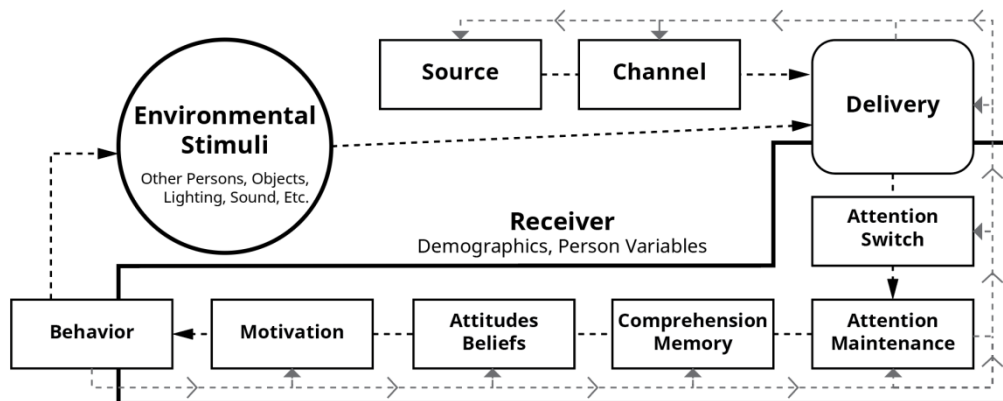 Source
Channel
Delivery
Environmental
Stimuli
Other Persons, Objects,
Lighting, Sound, Etc.
Receiver
Demographics, Person Variables
Attention
Switch
Behavior
Motivation
Attitudes
Beliefs
Comprehension
Memory
Attention
Maintenance